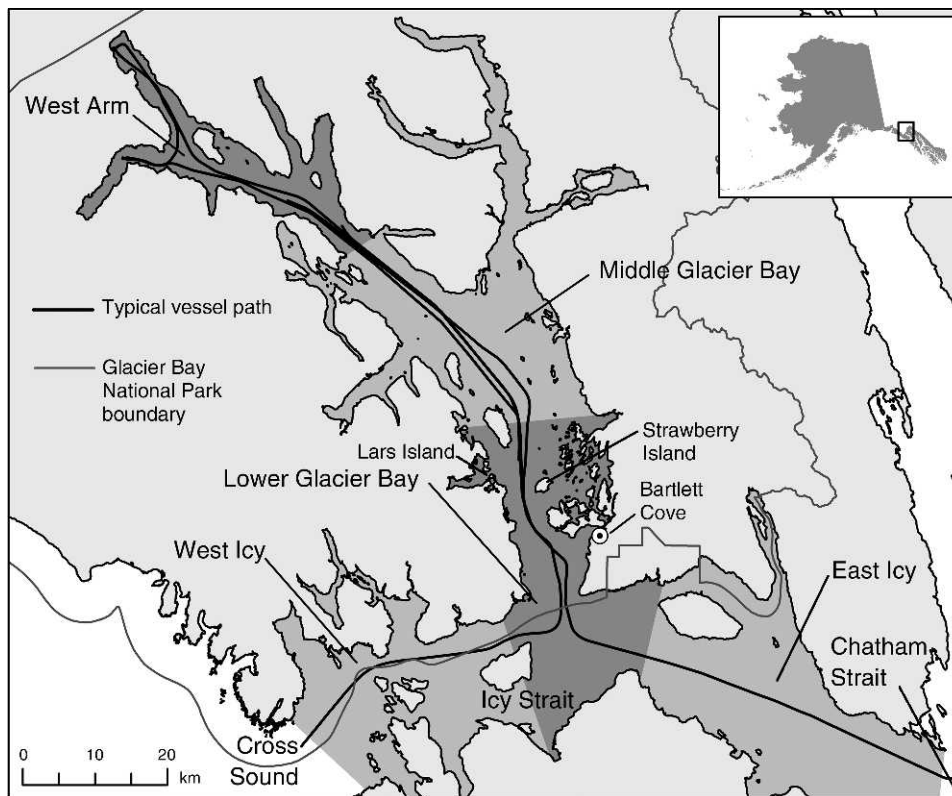 West Arm
Middle Glacier Bay
Typical vessel path
Glacier Bay
National Park
boundary
Lars Island
Strawberry
Island
Lower Glacier Bay
Bartlett
Cove
West Icy
East Icy
Chatham
Strait
Icy Strait
Cross
Sound
0 10 20
km